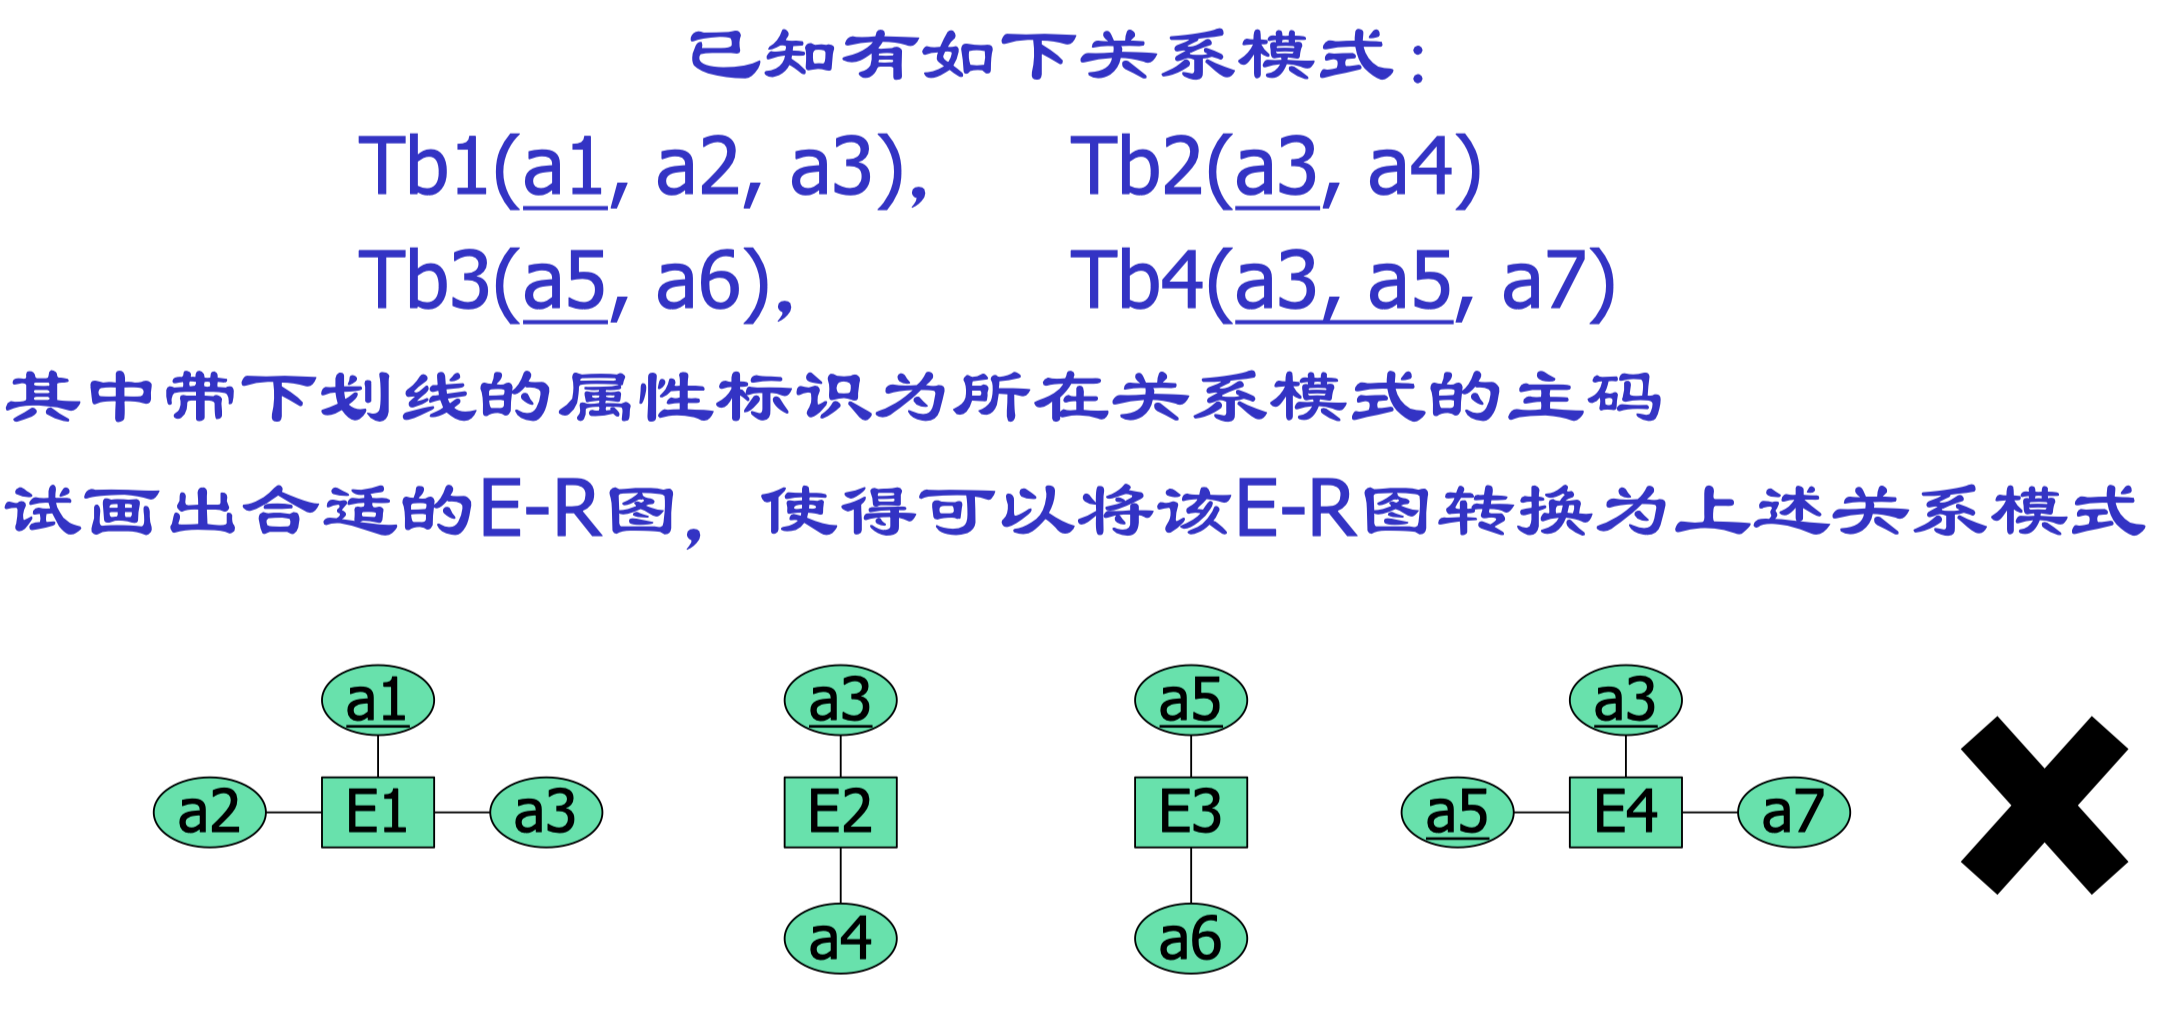 已知有如下关系模式：
Tb1(a1, a2, a3)， Tb2(a3, a4)
Tb3(a5, a6)， Tb4(a3, a5, a7)
其中带下划线的属性标识为所在关系模式的主码
试画出合适的E-R图，使得可以将该E-R图转换为上述关系模式
a1 a3 a5 a3
a2 E1 a3 E2 E3 a5 E4 a7
a4 a6